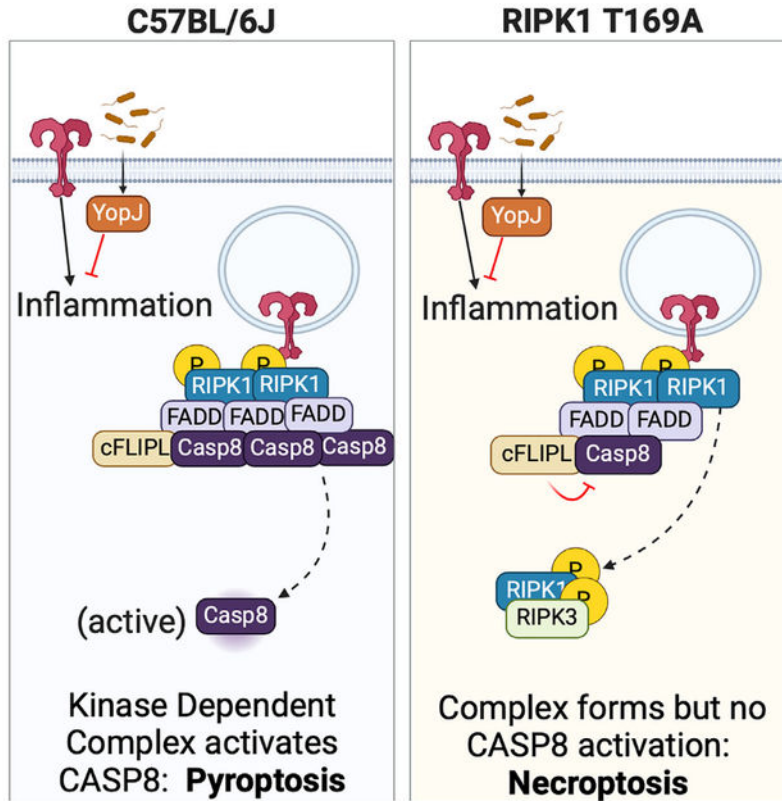 C57BL/6J
YopJ
Inflammation
P P
RIPK1 RIPK1
FADD FADD FADD
cFLIPL Casp8 Casp8 Casp8
(active) Casp8
Kinase Dependent
Complex activates
CASP8: Pyroptosis
RIPK1 T169A
YopJ
Inflammation
P P
RIPK1 RIPK1
FADD FADD
cFLIPL Casp8
P
RIPK1 P
RIPK3
Complex forms but no
CASP8 activation:
Necroptosis